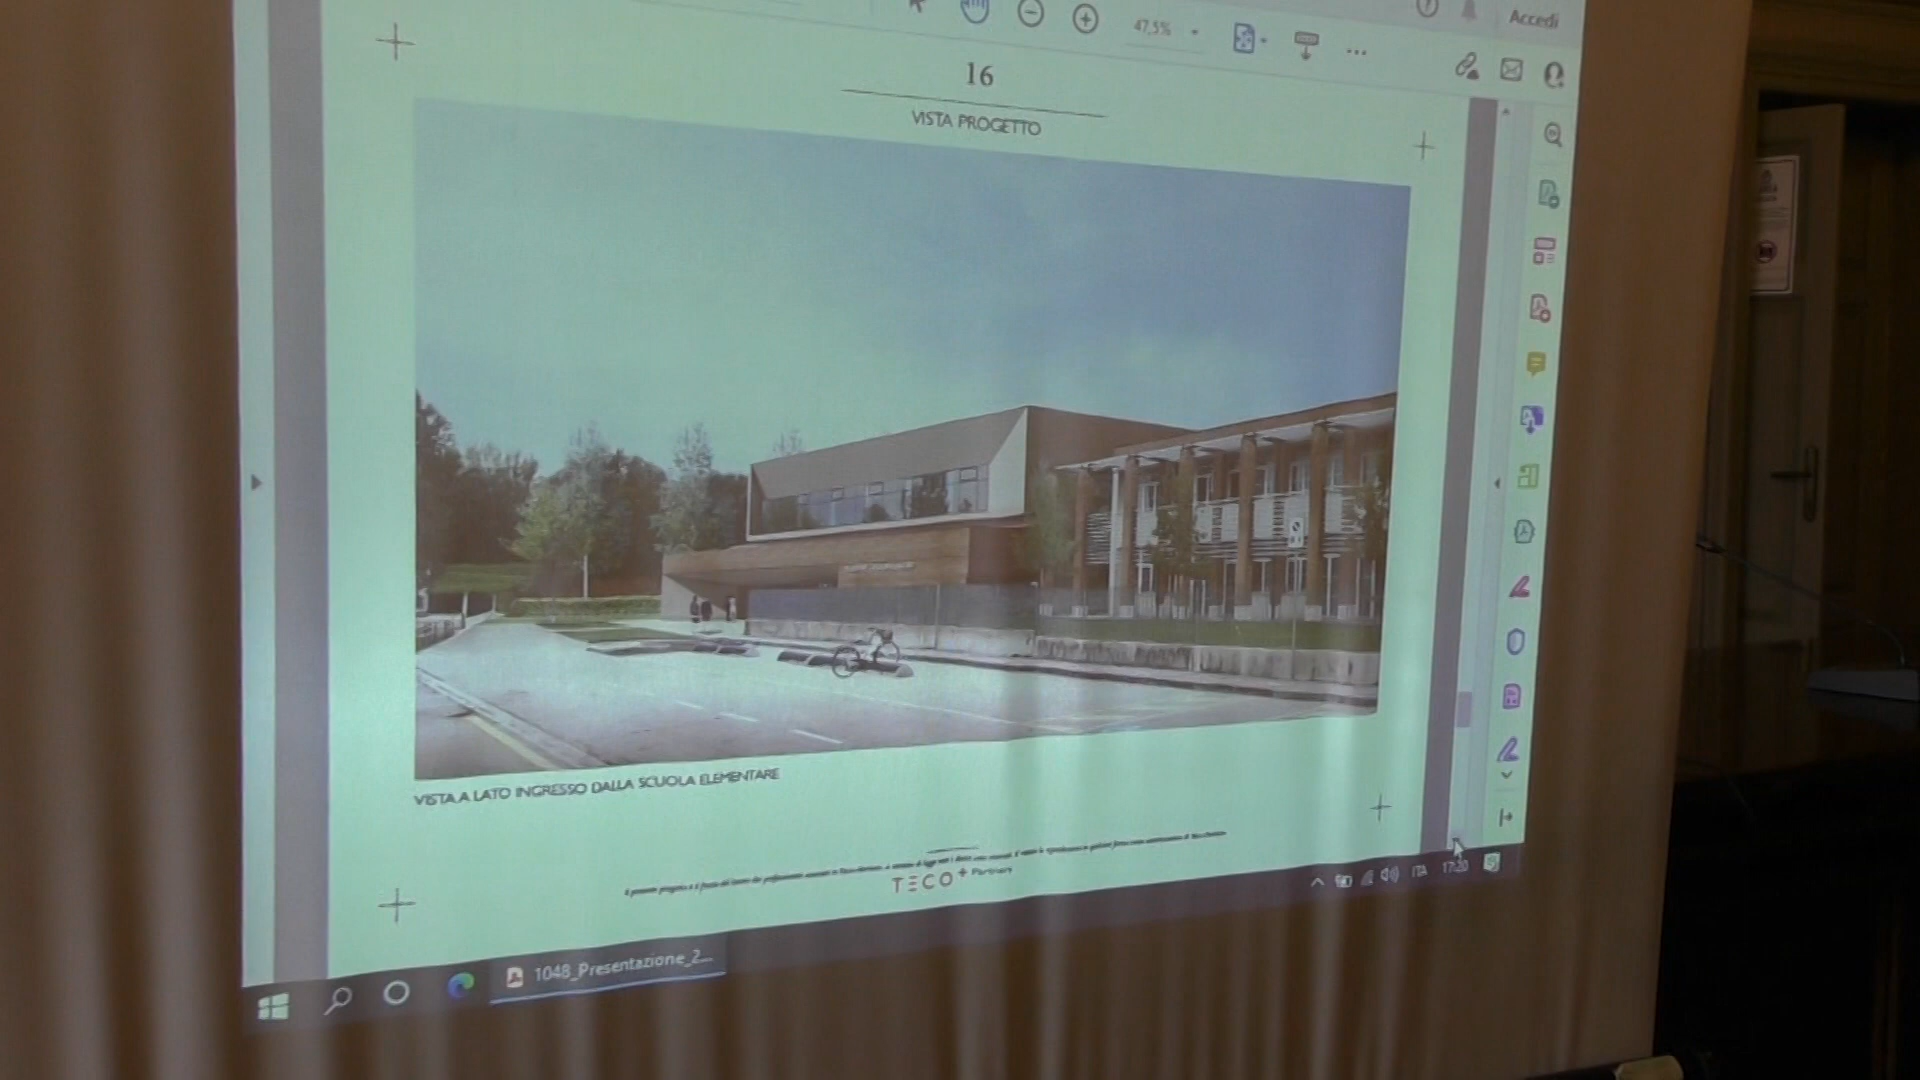 Accedi
47,5%
16
VISTA PROGETTO
VISTA A LATO INGRESSO DALLA SCUOLA ELEMENTARE
TECO+ Partners
ITA
17:20
1048_Presentazione_2...